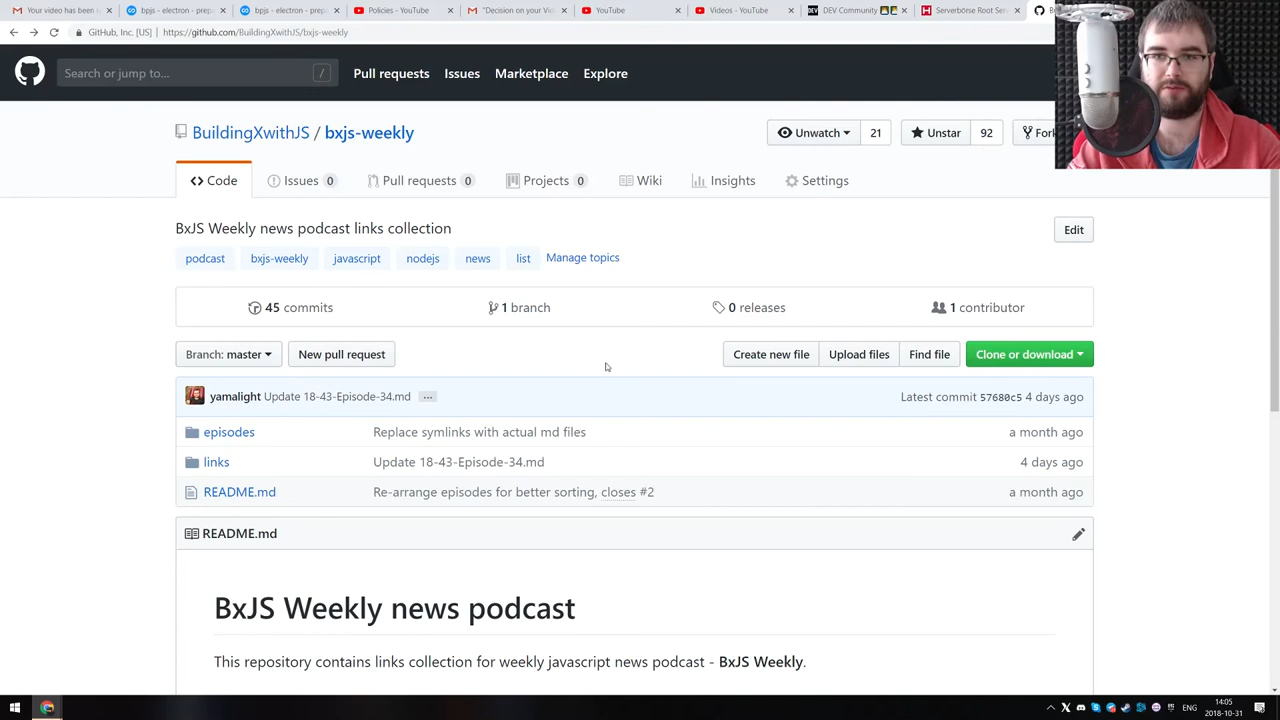 Your video has been
bpjs - electron - prep
bpjs - electron - prepa
Policies - YouTube
"Decision on your Vid
YouTube
Videos - YouTube
DEV Community
Serverbörse Root Ser
GitHub, Inc. [US] | https://github.com/BuildingXwithJS/bxjs-weekly
Search or jump to...
/
Pull requests
Issues
Marketplace
Explore
BuildingXwithJS / bxjs-weekly
Unwatch 21
Unstar 92
Fork
Code
Issues 0
Pull requests 0
Projects 0
Wiki
Insights
Settings
BxJS Weekly news podcast links collection
Edit
podcast bxjs-weekly javascript nodejs news list Manage topics
45 commits
1 branch
0 releases
1 contributor
Branch: master
New pull request
Create new file
Upload files
Find file
Clone or download
yamalight Update 18-43-Episode-34.md ...
Latest commit 57680c5 4 days ago
episodes Replace symlinks with actual md files a month ago
links Update 18-43-Episode-34.md 4 days ago
README.md Re-arrange episodes for better sorting, closes #2 a month ago
README.md
BxJS Weekly news podcast
This repository contains links collection for weekly javascript news podcast - BxJS Weekly.
ENG
14:05
2018-10-31